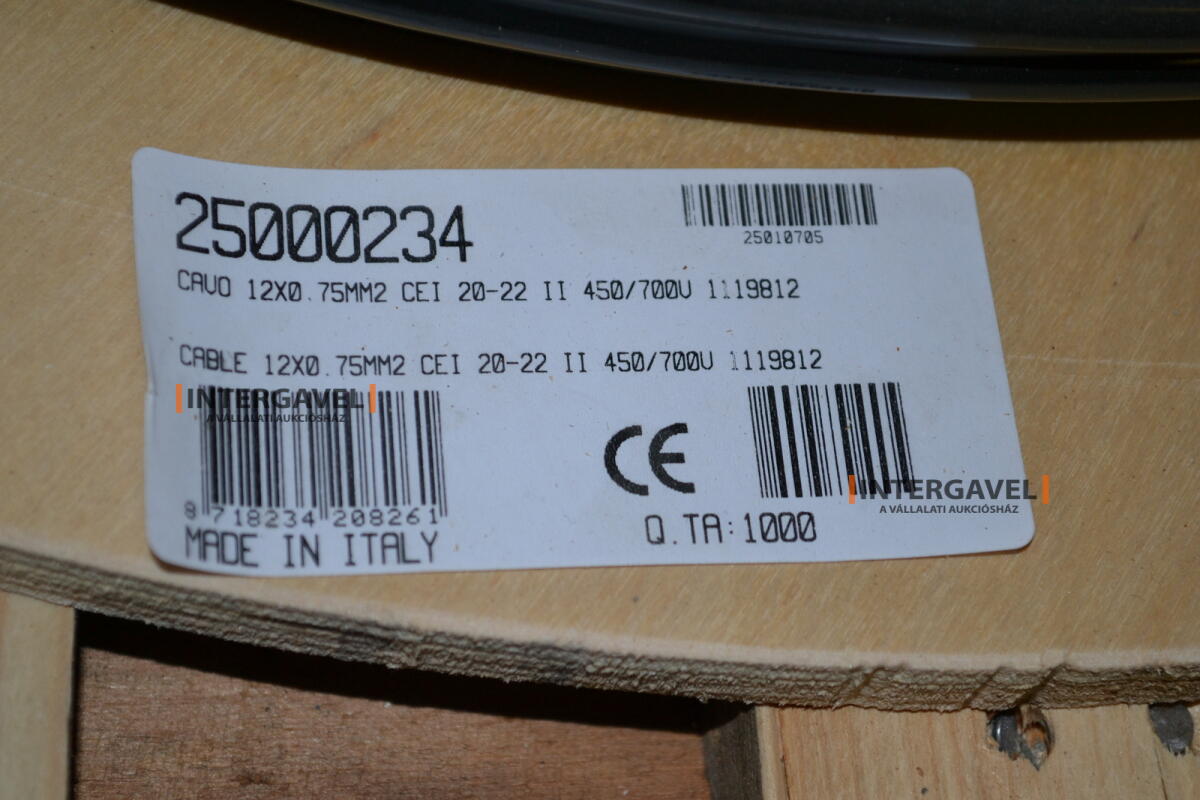 25000234
25010705
CAVO 12X0.75MM2 CEI 20-22 II 450/700V 1119812
CABLE 12X0.75MM2 CEI 20-22 II 450/700V 1119812
INTERGAVEL
A VÁLLALATI AUKCIÓSHÁZ
CE
INTERGAVEL
A VÁLLALATI AUKCIÓSHÁZ
8 718234 208261
Q.TA:1000
MADE IN ITALY